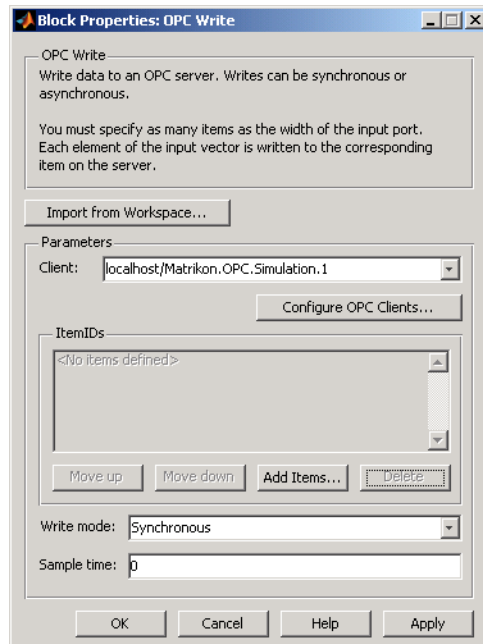 Block Properties: OPC Write
OPC Write
Write data to an OPC server. Writes can be synchronous or
asynchronous.
You must specify as many items as the width of the input port.
Each element of the input vector is written to the corresponding
item on the server.
Import from Workspace...
Parameters
Client: localhost/Matrikon.OPC.Simulation.1
Configure OPC Clients...
ItemIDs
<No items defined>
Move up Move down Add Items... Delete
Write mode: Synchronous
Sample time: 0
OK Cancel Help Apply